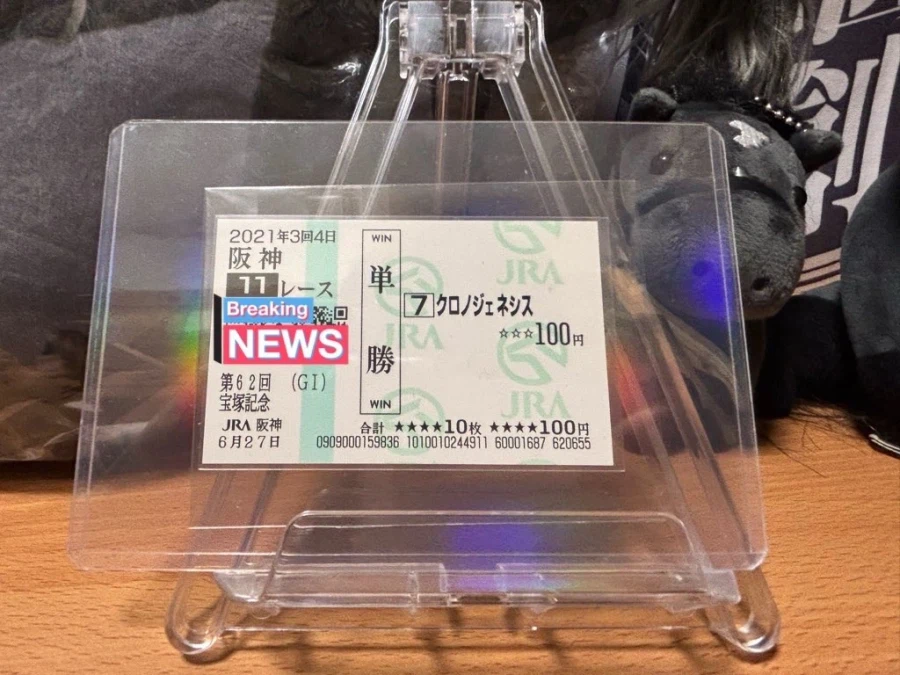 2021年3回4日
阪神
11レース
Breaking
NEWS
第62回 (GI)
宝塚記念
JRA 阪神
6月27日
WIN
単勝
WIN
7 クロノジェネシス
☆☆☆100円
合計 ★★★★10枚 ★★★★100円
0909000159836 1010010244911 60001687 620655
JRA
JRA
JRA
JRA